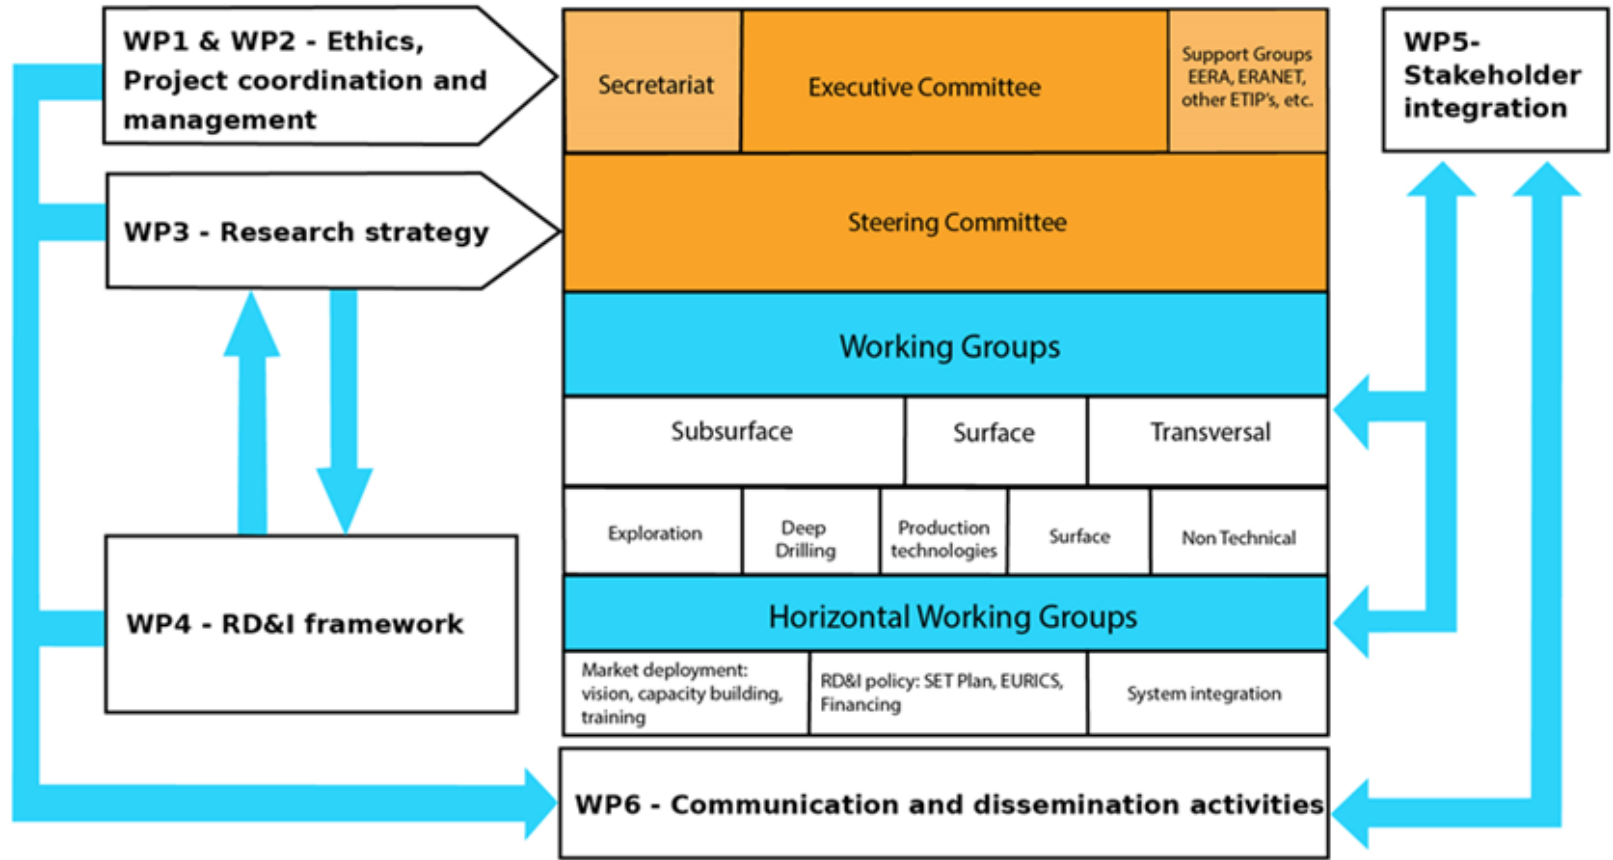 WP1 & WP2 - Ethics,
Project coordination and
management
Secretariat
Executive Committee
Support Groups
EERA, ERANET,
other ETIP's, etc.
WP5-
Stakeholder
integration
WP3 - Research strategy
Steering Committee
Working Groups
Subsurface
Surface
Transversal
Exploration
Deep
Drilling
Production
technologies
Surface
Non Technical
WP4 - RD&I framework
Horizontal Working Groups
Market deployment:
vision, capacity building,
training
RD&I policy: SET Plan, EURICS,
Financing
System integration
WP6 - Communication and dissemination activities